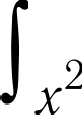 ∫ x²